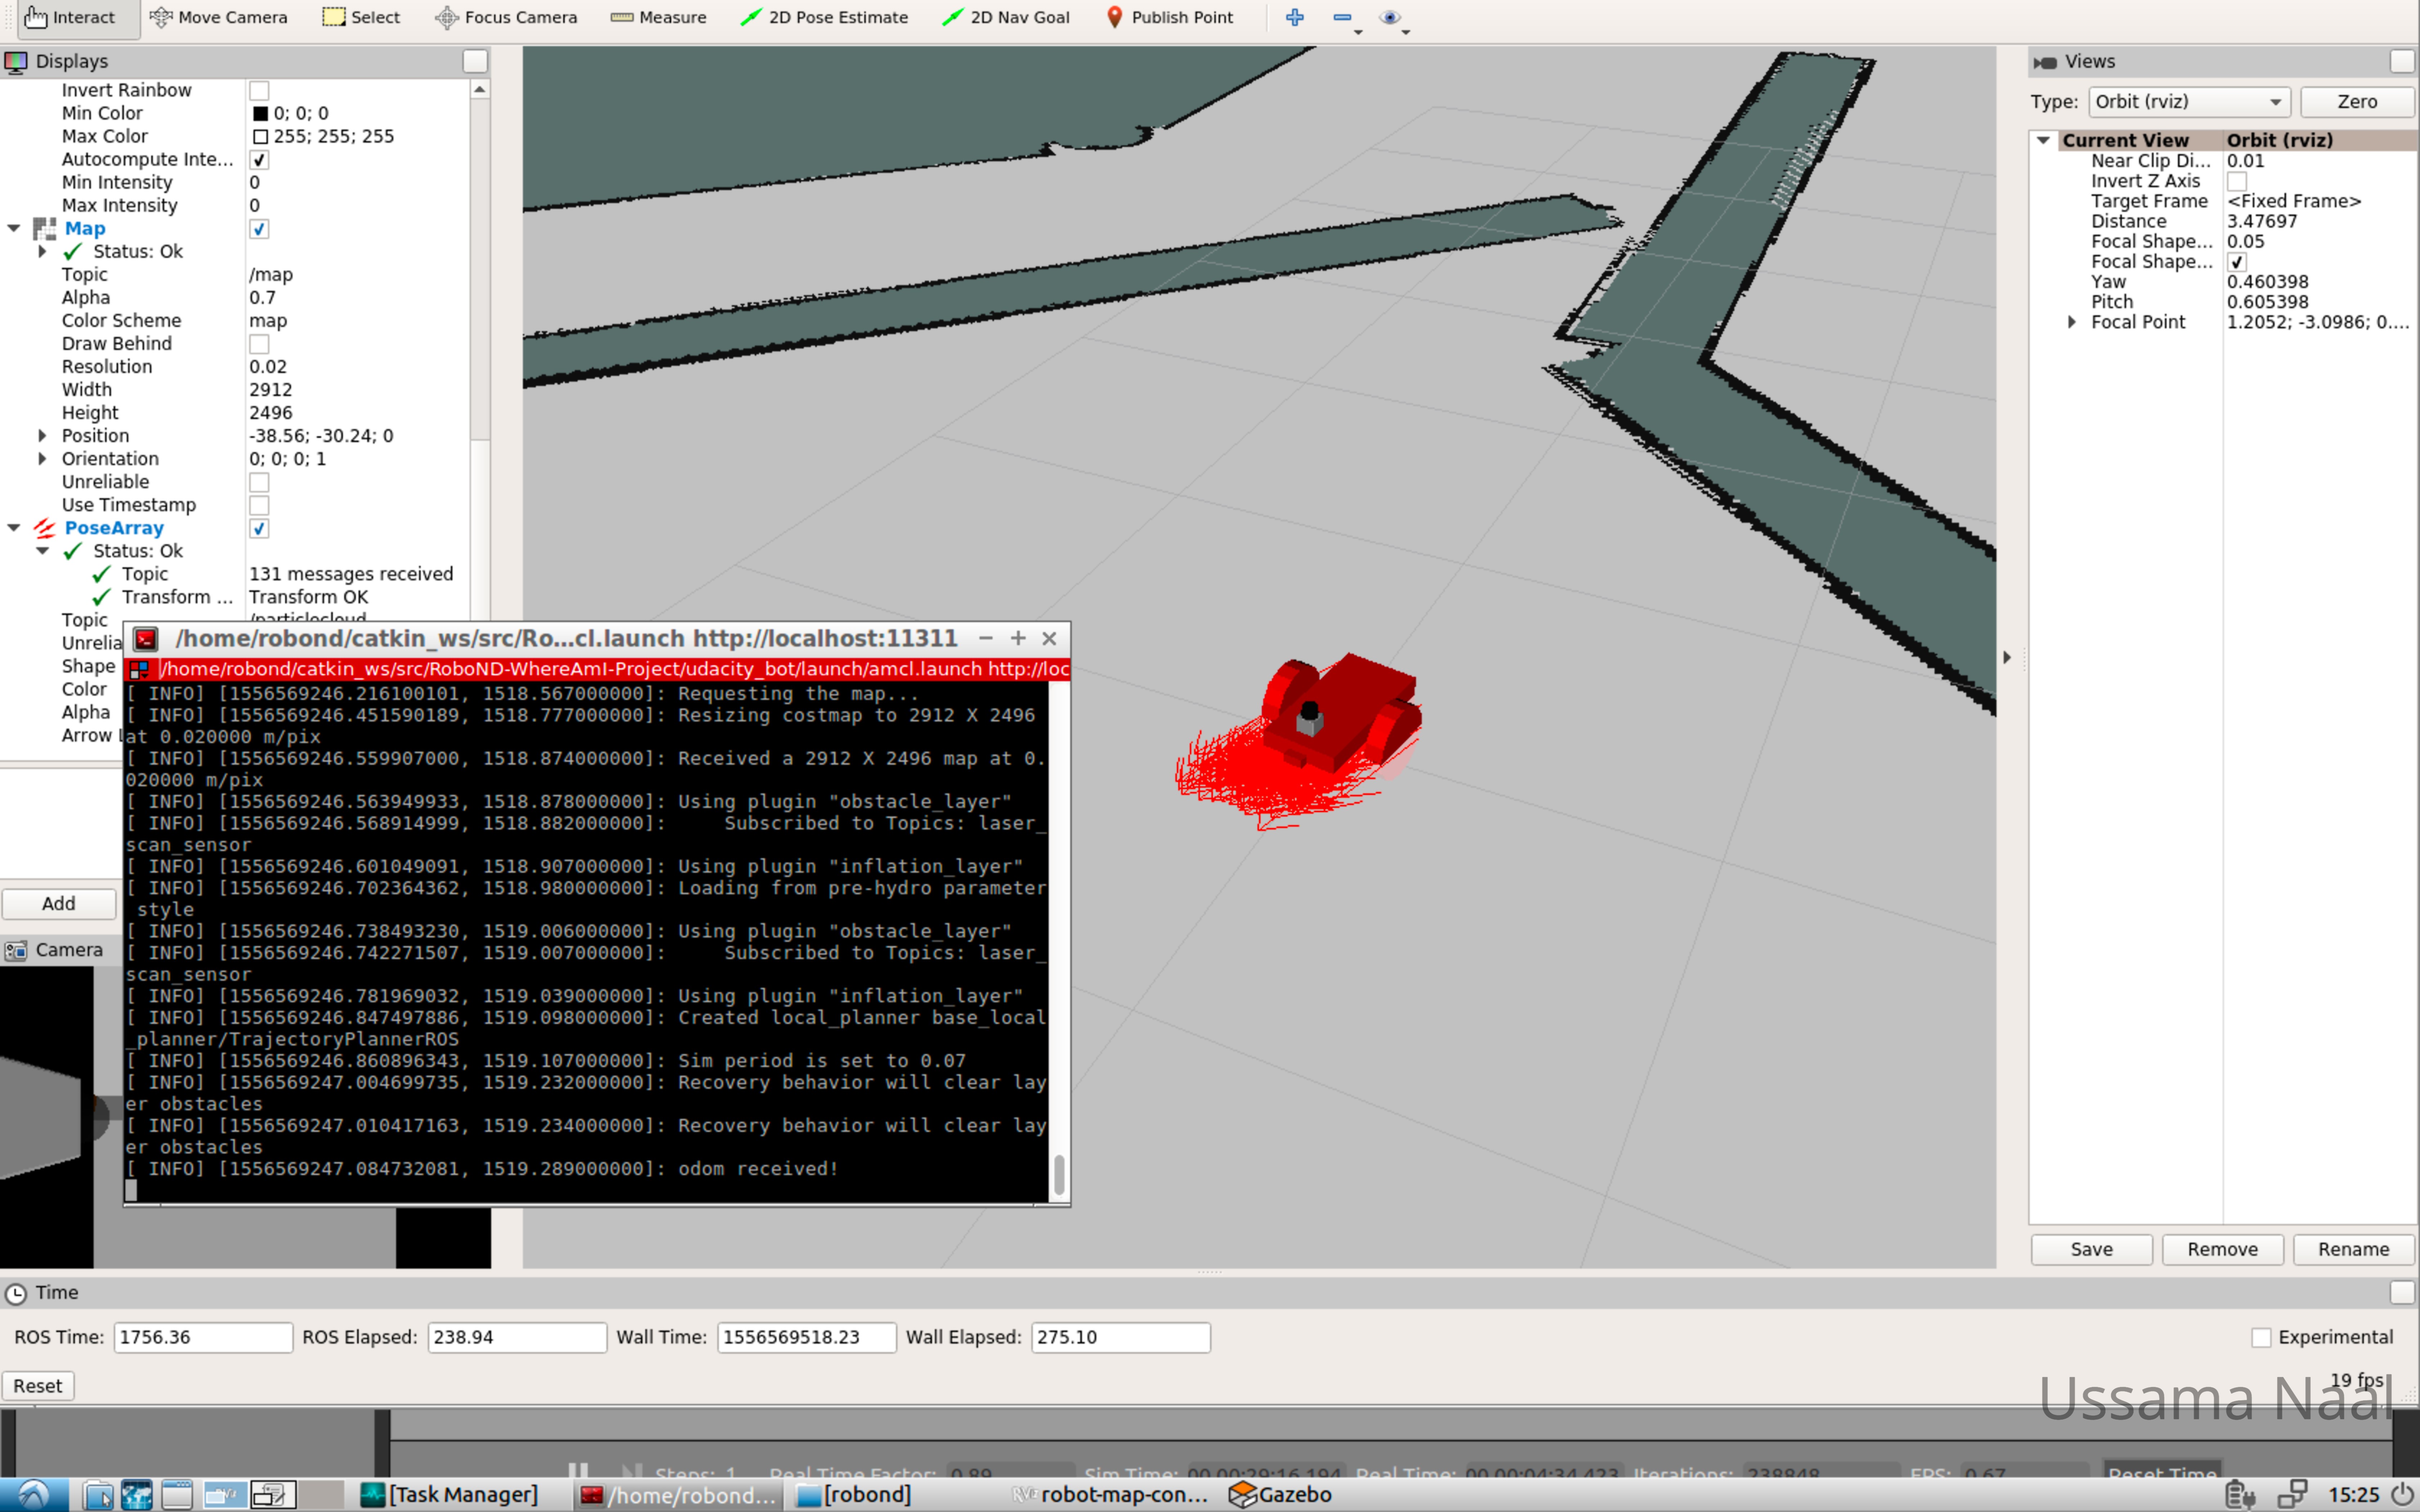 Interact Move Camera Select Focus Camera Measure 2D Pose Estimate 2D Nav Goal Publish Point
Displays
Invert Rainbow
Min Color 0; 0; 0
Max Color 255; 255; 255
Autocompute Inte...
Min Intensity 0
Max Intensity 0
Map
Status: Ok
Topic /map
Alpha 0.7
Color Scheme map
Draw Behind
Resolution 0.02
Width 2912
Height 2496
Position -38.56; -30.24; 0
Orientation 0; 0; 0; 1
Unreliable
Use Timestamp
PoseArray
Status: Ok
Topic 131 messages received
Transform ... Transform OK
Topic /particlecloud
Unrelia
Shape
Color
Alpha
Arrow L
Add
Camera
/home/robond/catkin_ws/src/Ro...cl.launch http://localhost:11311
/home/robond/catkin_ws/src/RoboND-WhereAmI-Project/udacity_bot/launch/amcl.launch http://loc
[ INFO] [1556569246.216100101, 1518.567000000]: Requesting the map...
[ INFO] [1556569246.451590189, 1518.777000000]: Resizing costmap to 2912 X 2496
at 0.020000 m/pix
[ INFO] [1556569246.559907000, 1518.874000000]: Received a 2912 X 2496 map at 0.
020000 m/pix
[ INFO] [1556569246.563949933, 1518.878000000]: Using plugin "obstacle_layer"
[ INFO] [1556569246.568914999, 1518.882000000]: Subscribed to Topics: laser_
scan_sensor
[ INFO] [1556569246.601049091, 1518.907000000]: Using plugin "inflation_layer"
[ INFO] [1556569246.702364362, 1518.980000000]: Loading from pre-hydro parameter
style
[ INFO] [1556569246.738493230, 1519.006000000]: Using plugin "obstacle_layer"
[ INFO] [1556569246.742271507, 1519.007000000]: Subscribed to Topics: laser_
scan_sensor
[ INFO] [1556569246.781969032, 1519.039000000]: Using plugin "inflation_layer"
[ INFO] [1556569246.847497886, 1519.098000000]: Created local_planner base_local
_planner/TrajectoryPlannerROS
[ INFO] [1556569246.860896343, 1519.107000000]: Sim period is set to 0.07
[ INFO] [1556569247.004699735, 1519.232000000]: Recovery behavior will clear lay
er obstacles
[ INFO] [1556569247.010417163, 1519.234000000]: Recovery behavior will clear lay
er obstacles
[ INFO] [1556569247.084732081, 1519.289000000]: odom received!
Views
Type: Orbit (rviz) Zero
Current View Orbit (rviz)
Near Clip Di... 0.01
Invert Z Axis
Target Frame <Fixed Frame>
Distance 3.47697
Focal Shape... 0.05
Focal Shape...
Yaw 0.460398
Pitch 0.605398
Focal Point 1.2052; -3.0986; 0....
Save Remove Rename
Time
ROS Time: 1756.36 ROS Elapsed: 238.94 Wall Time: 1556569518.23 Wall Elapsed: 275.10 Experimental
Reset 19 fps
Ussama Naal
Steps: 1 Real Time Factor: 0.89 Sim Time: 00 00:29:16.194 Real Time: 00 00:04:34.423 Iterations: 238848 FPS: 0.67 Reset Time
[Task Manager] /home/robond... [robond] robot-map-con... Gazebo 15:25